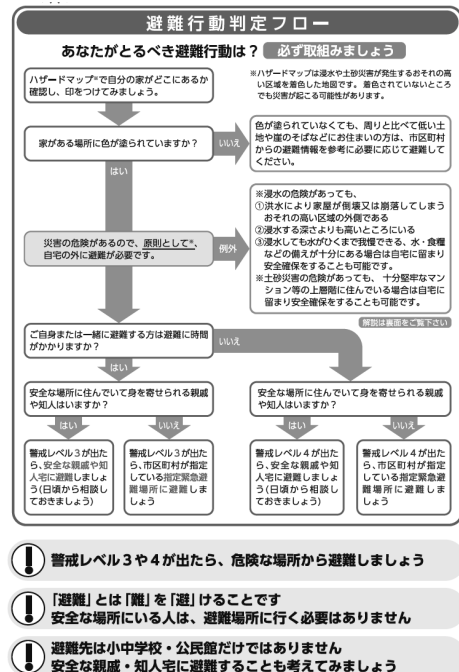 避難行動判定フロー
あなたがとるべき避難行動は?
必ず取組みましょう
ハザードマップ※で自分の家がどこにあるか
確認し、印をつけてみましょう。
※ハザードマップは浸水や土砂災害が発生するおそれの高
い区域を着色した地図です。着色されていないところ
でも災害が起こる可能性があります。
家がある場所に色が塗られていますか?
いいえ
色が塗られていなくても、周りと比べて低い土
地や崖のそばなどにお住まいの方は、市区町村
からの避難情報を参考に必要に応じて避難して
ください。
はい
災害の危険があるので、原則として※、
自宅の外に避難が必要です。
例外
※浸水の危険があっても、
①洪水により家屋が倒壊又は崩落してしまう
おそれの高い区域の外側である
②浸水する深さよりも高いところにいる
③浸水しても水がひくまで我慢できる、水・食糧
などの備えが十分にある場合は自宅に留まり
安全確保をすることも可能です。
※土砂災害の危険があっても、十分堅牢なマン
ション等の上層階に住んでいる場合は自宅に
留まり安全確保をすることも可能です。
解説は裏面をご覧下さい
ご自身または一緒に避難する方は避難に時間
がかかりますか?
いいえ
はい
安全な場所に住んでいて身を寄せられる親戚
や知人はいますか?
安全な場所に住んでいて身を寄せられる親戚
や知人はいますか?
はい
いいえ
はい
いいえ
警戒レベル3が出た
ら、安全な親戚や知
人宅に避難しましょ
う(日頃から相談し
ておきましょう)
警戒レベル3が出た
ら、市区町村が指定
している指定緊急避
難場所に避難しま
しょう
警戒レベル4が出た
ら、安全な親戚や知
人宅に避難しましょ
う(日頃から相談し
ておきましょう)
警戒レベル4が出た
ら、市区町村が指定
している指定緊急避
難場所に避難しま
しょう
警戒レベル3や4が出たら、危険な場所から避難しましょう
「避難」とは「難」を「避」けることです
安全な場所にいる人は、避難場所に行く必要はありません
避難先は小中学校・公民館だけではありません
安全な親戚・知人宅に避難することも考えてみましょう